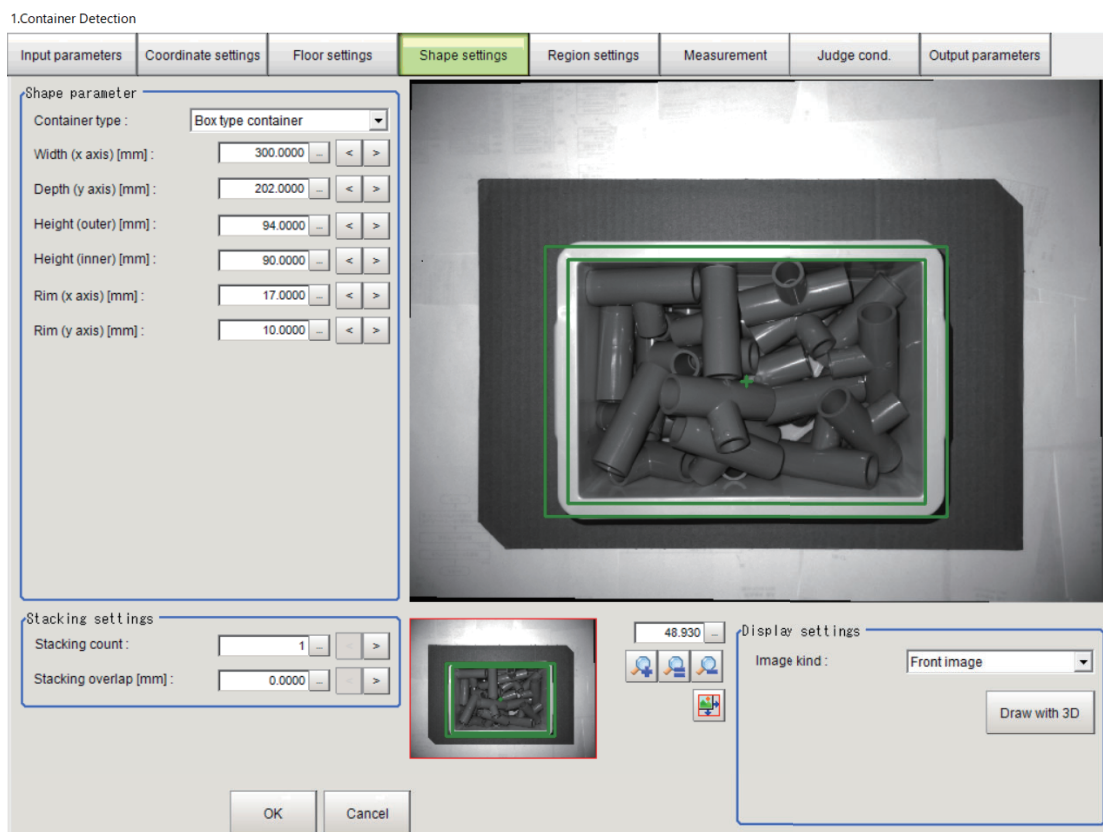 1.Container Detection
Input parameters Coordinate settings Floor settings Shape settings Region settings Measurement Judge cond. Output parameters
Shape parameter
Container type : Box type container
Width (x axis) [mm] : 300.0000 ... < >
Depth (y axis) [mm] : 202.0000 ... < >
Height (outer) [mm] : 94.0000 ... < >
Height (inner) [mm] : 90.0000 ... < >
Rim (x axis) [mm] : 17.0000 ... < >
Rim (y axis) [mm] : 10.0000 ... < >
Stacking settings
Stacking count : 1 ... < >
Stacking overlap [mm] : 0.0000 ... < >
48.930 ...
Display settings
Image kind : Front image
Draw with 3D
OK Cancel